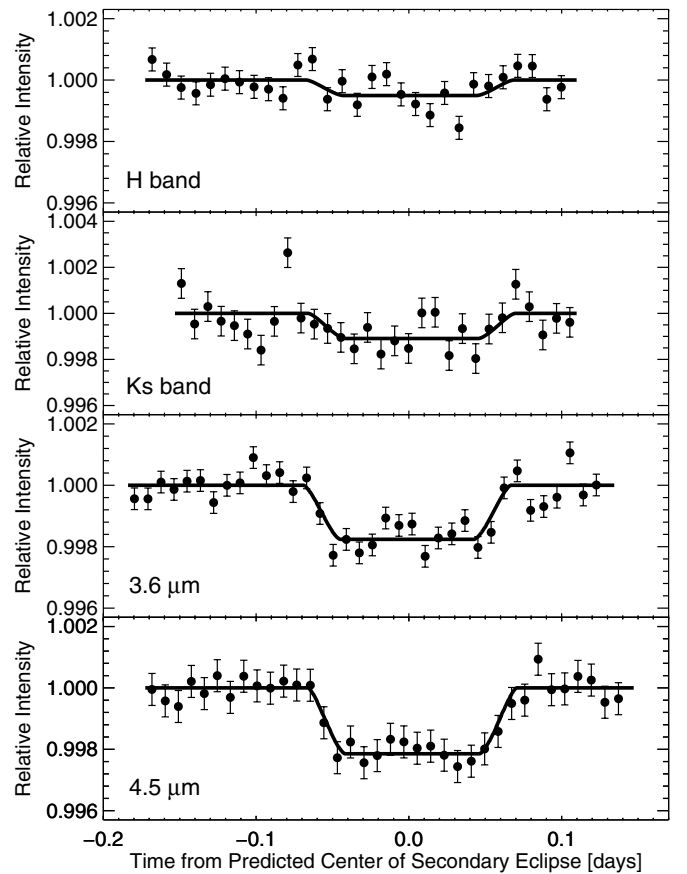 1.002
1.000
0.998
0.996
Relative Intensity
H band
1.004
1.002
1.000
0.998
0.996
Relative Intensity
Ks band
1.002
1.000
0.998
0.996
Relative Intensity
3.6 μm
1.002
1.000
0.998
0.996
Relative Intensity
4.5 μm
−0.2 −0.1 0.0 0.1
Time from Predicted Center of Secondary Eclipse [days]